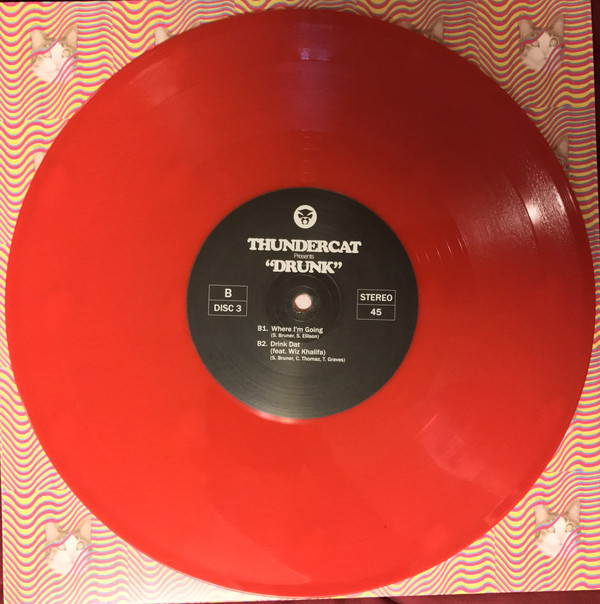 THUNDERCAT
Presents
“DRUNK”
B
DISC 3
STEREO
45
B1. Where I'm Going
(S. Bruner, S. Ellison)
B2. Drink Dat
(feat. Wiz Khalifa)
(S. Bruner, C. Thomaz, T. Graves)